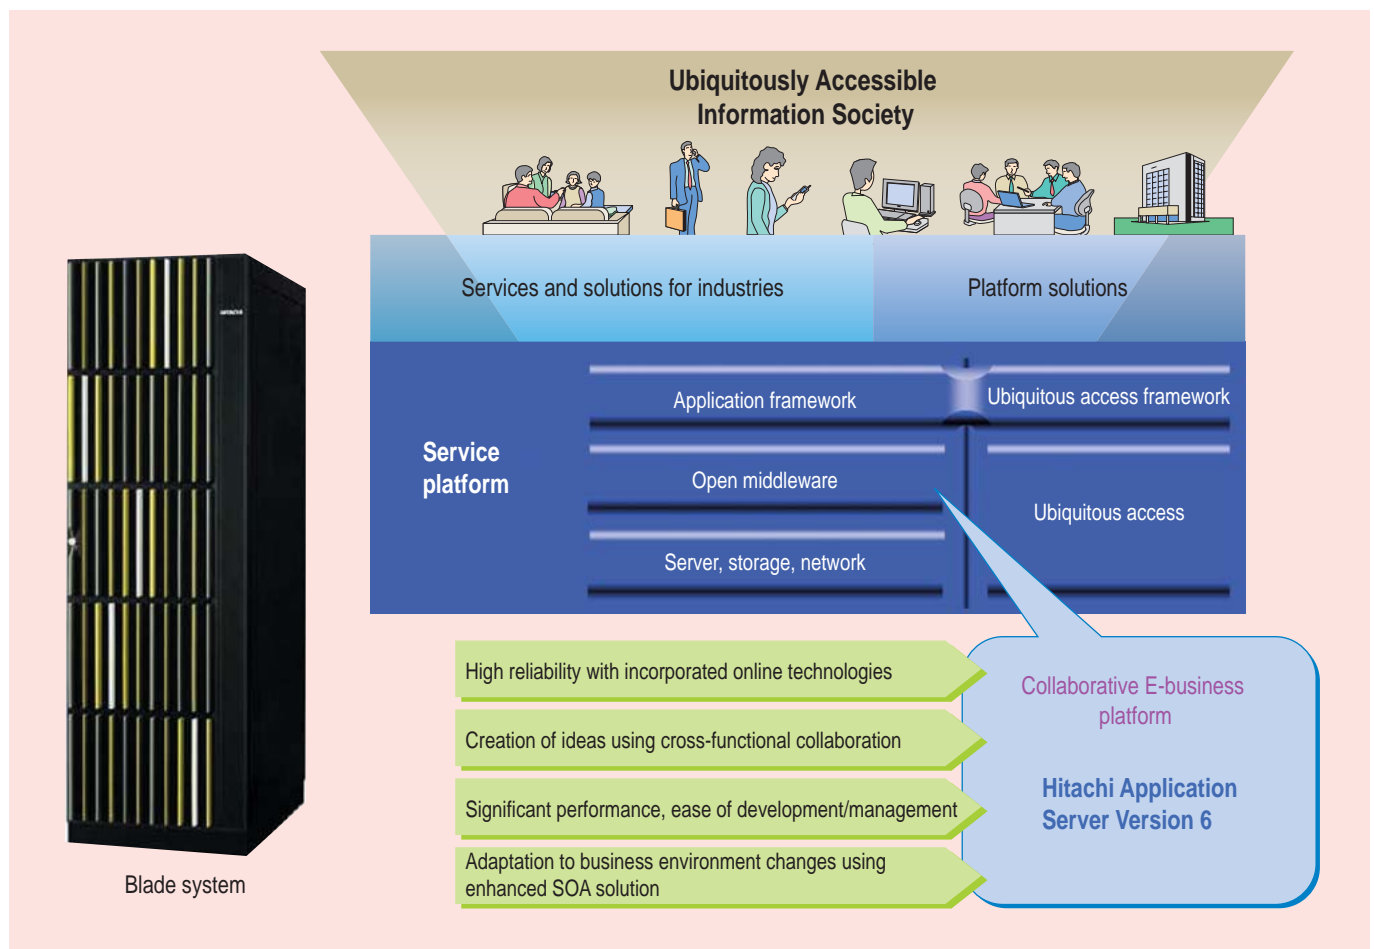 Ubiquitously Accessible
Information Society
Services and solutions for industries
Platform solutions
HITACHI
Service
platform
Application framework
Ubiquitous access framework
Open middleware
Ubiquitous access
Server, storage, network
High reliability with incorporated online technologies
Creation of ideas using cross-functional collaboration
Significant performance, ease of development/management
Adaptation to business environment changes using
enhanced SOA solution
Collaborative E-business
platform
Hitachi Application
Server Version 6
Blade system